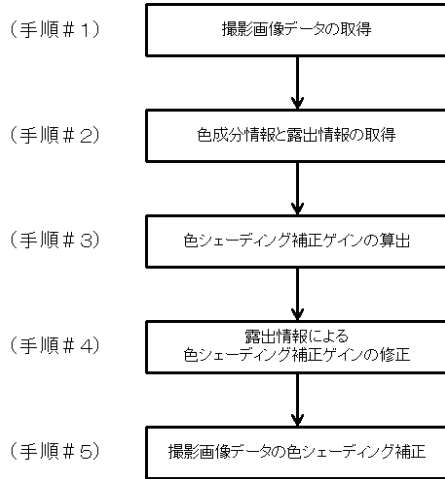 (手順#1)
撮影画像データの取得
(手順#2)
色成分情報と露出情報の取得
(手順#3)
色シェーディング補正ゲインの算出
(手順#4)
露出情報による
色シェーディング補正ゲインの修正
(手順#5)
撮影画像データの色シェーディング補正